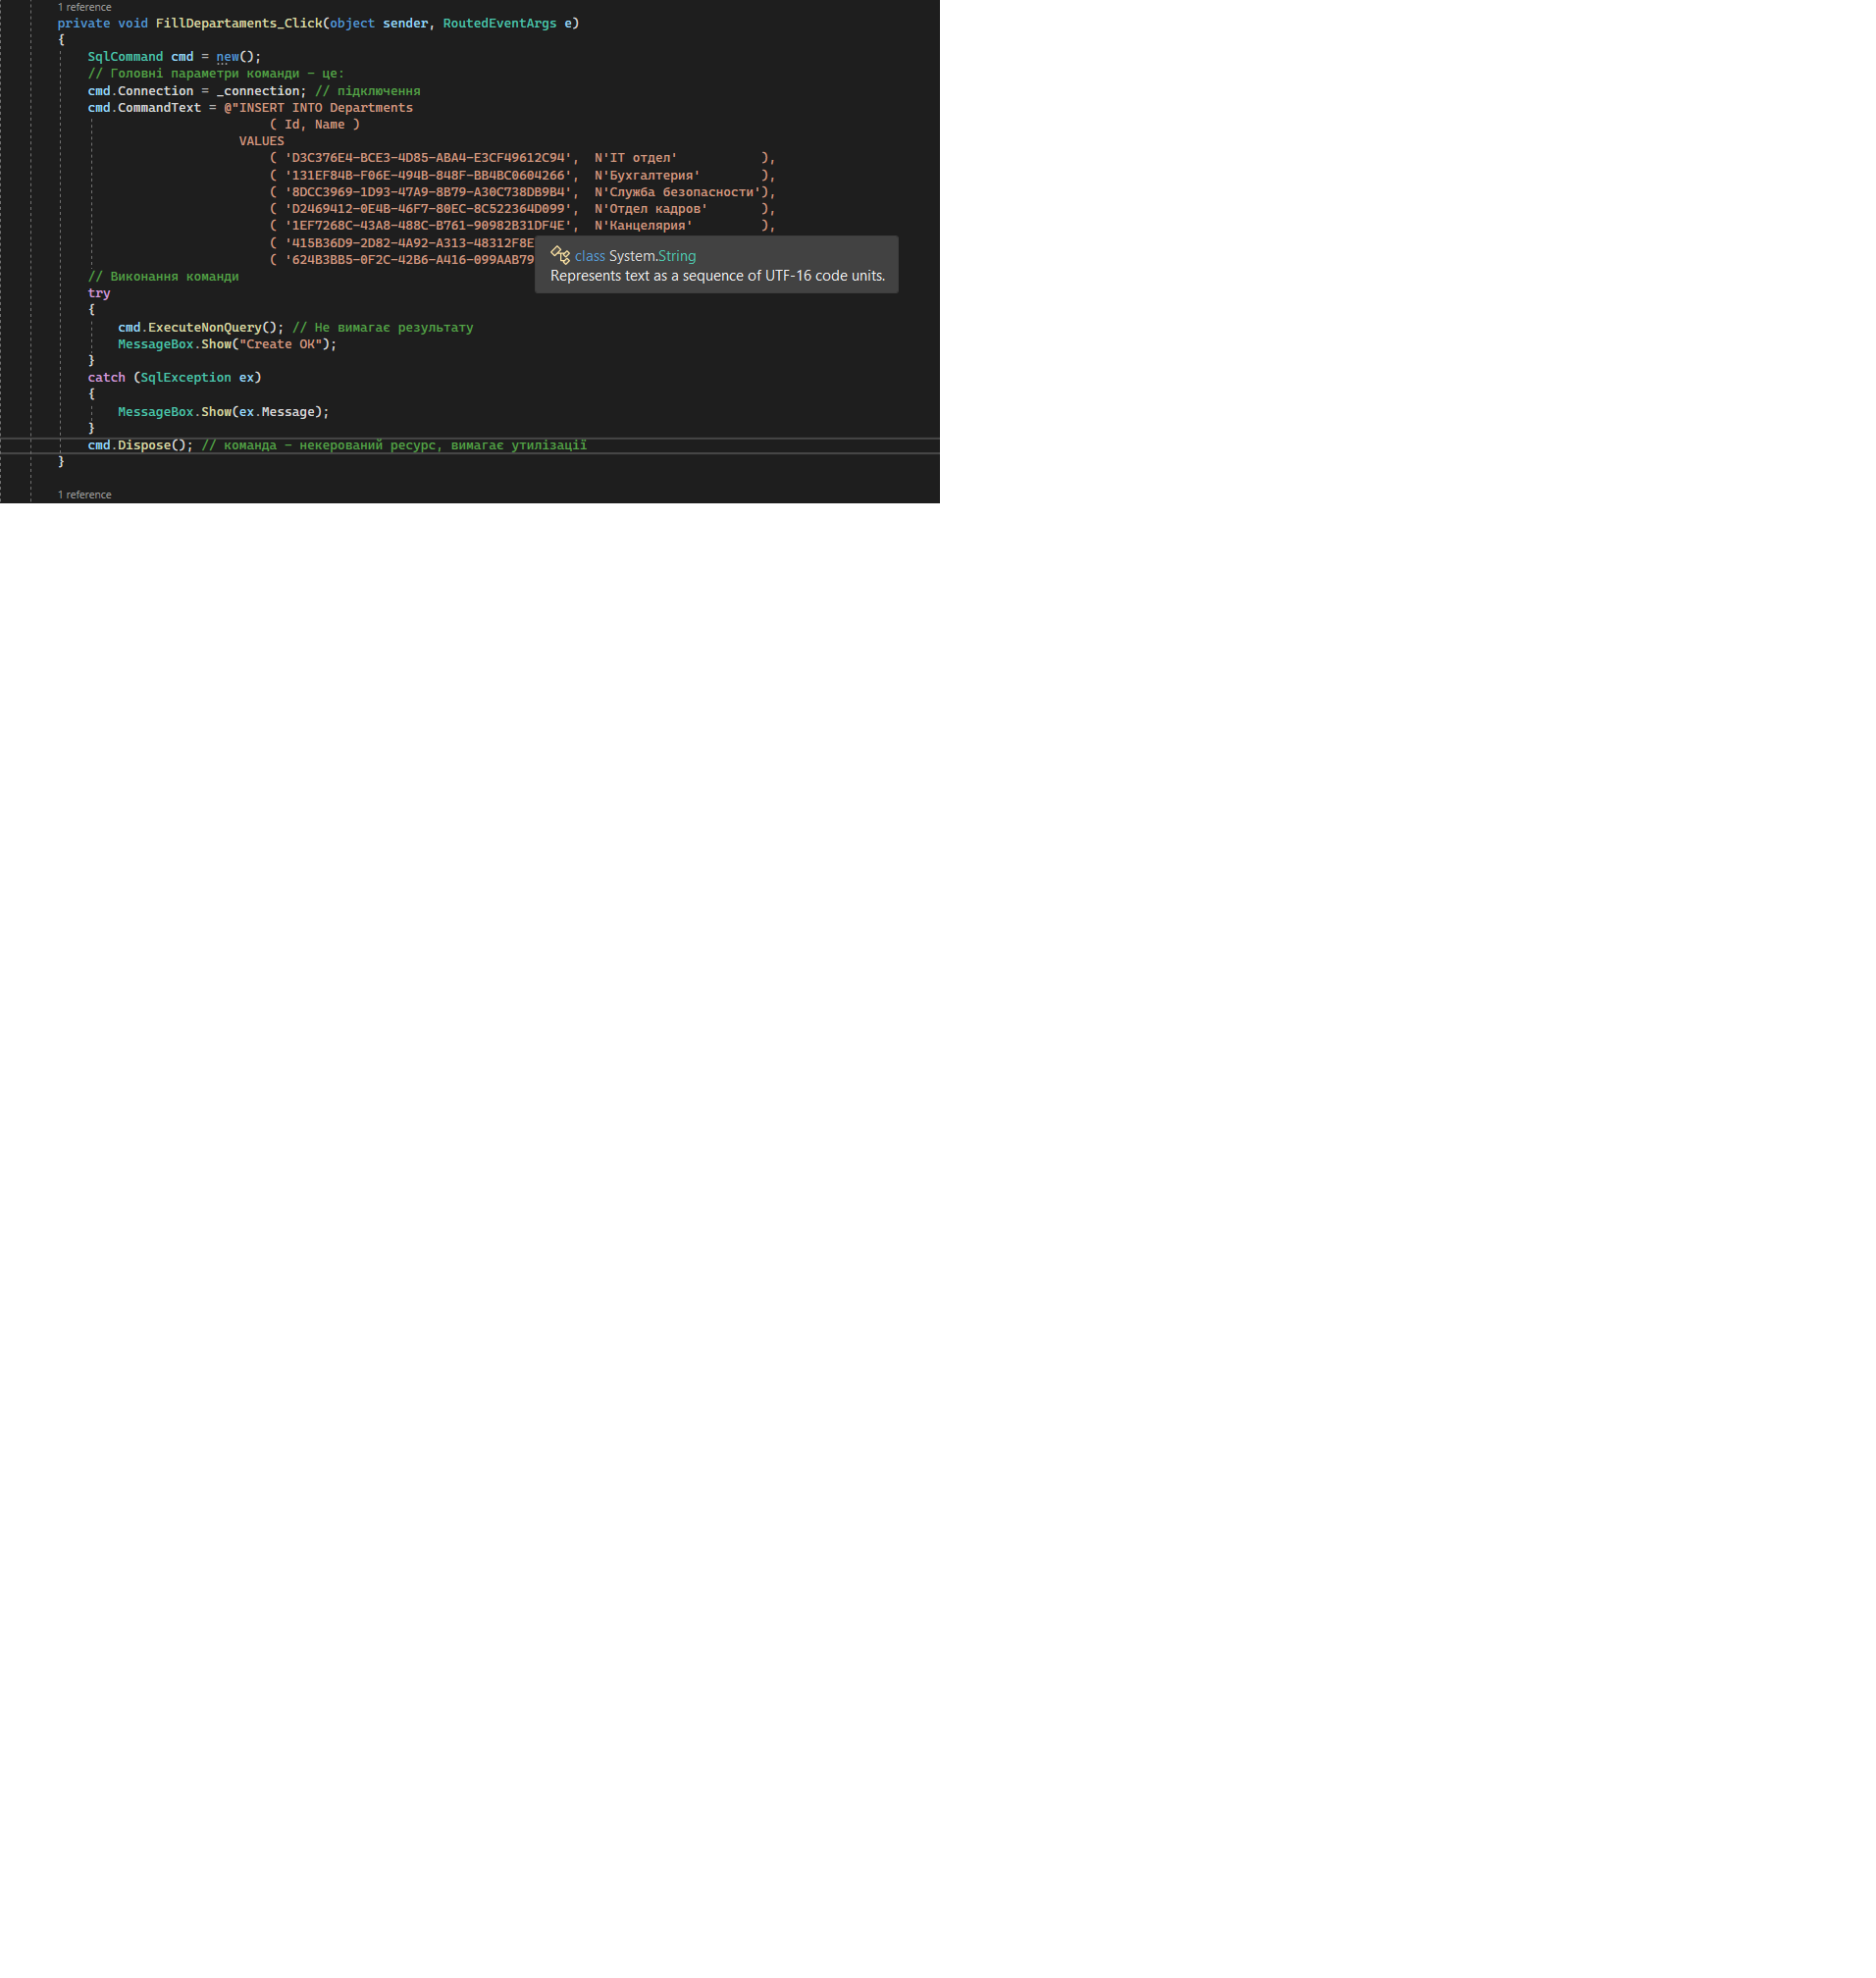 1 reference
private void FillDepartaments_Click(object sender, RoutedEventArgs e)
{
SqlCommand cmd = new();
// Головні параметри команди - це:
cmd.Connection = _connection; // підключення
cmd.CommandText = @"INSERT INTO Departments
( Id, Name )
VALUES
( 'D3C376E4-BCE3-4D85-ABA4-E3CF49612C94', N'IT отдел' ),
( '131EF84B-F06E-494B-848F-BB4BC0604266', N'Бухгалтерия' ),
( '8DCC3969-1D93-47A9-8B79-A30C738DB9B4', N'Служба безопасности'),
( 'D2469412-0E4B-46F7-80EC-8C522364D099', N'Отдел кадров' ),
( '1EF7268C-43A8-488C-B761-90982B31DF4E', N'Канцелярия' ),
( '415B36D9-2D82-4A92-A313-48312F8E
( '624B3BB5-0F2C-42B6-A416-099AAB79
class System.String
Represents text as a sequence of UTF-16 code units.
// Виконання команди
try
{
cmd.ExecuteNonQuery(); // Не вимагає результату
MessageBox.Show("Create OK");
}
catch (SqlException ex)
{
MessageBox.Show(ex.Message);
}
cmd.Dispose(); // команда - некерований ресурс, вимагає утилізації
}
1 reference